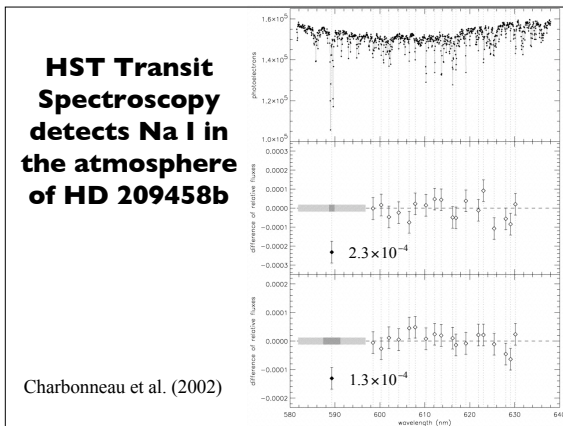 HST Transit
Spectroscopy
detects Na I in
the atmosphere
of HD 209458b
Charbonneau et al. (2002)
1.6×10⁵
1.4×10⁵
1.2×10⁵
1.0×10⁵
photoelectrons
0.0003
0.0002
0.0001
0.0000
−0.0001
−0.0002
−0.0003
difference of relative fluxes
2.3×10⁻⁴
0.0002
0.0001
0.0000
−0.0001
−0.0002
difference of relative fluxes
1.3×10⁻⁴
580 590 600 610 620 630 640
wavelength (nm)